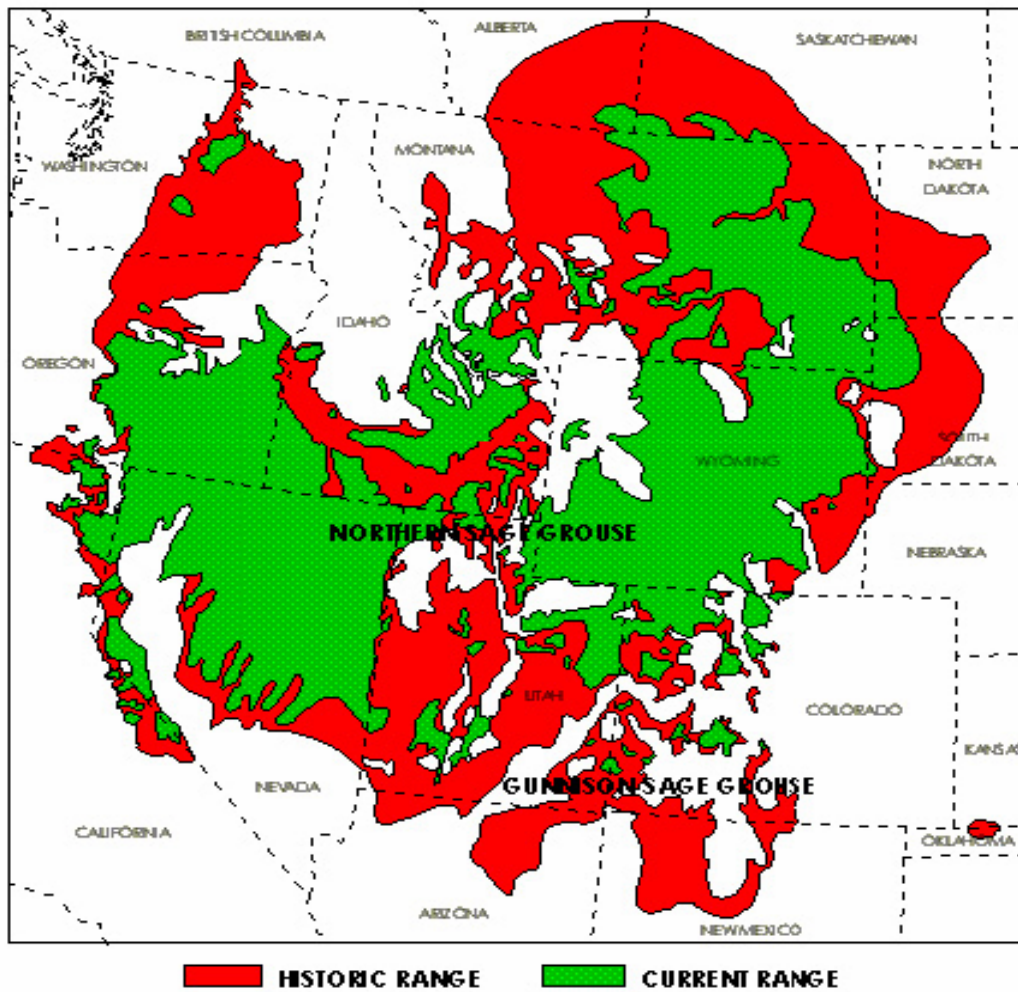 BRITISH COLUMBIA
ALBERTA
SASKATCHEWAN
WASHINGTON
MONTANA
NORTH
DAKOTA
IDAHO
OREGON
WYOMING
SOUTH
DAKOTA
NORTHERN SAGE GROUSE
NEBRASKA
UTAH
COLORADO
KANSAS
NEVADA
GUNNISON SAGE GROUSE
CALIFORNIA
OKLAHOMA
ARIZONA
NEW MEXICO
HISTORIC RANGE
CURRENT RANGE